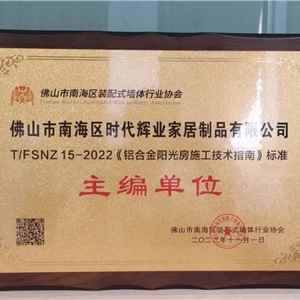 佛山市南海区装配式墙体行业协会
佛山市南海区时代辉业家居制品有限公司
T/FSNZ 15-2022《铝合金阳光房施工技术指南》标准
主编单位
佛山市南海区装配式墙体行业协会
二〇二二年十一月一日